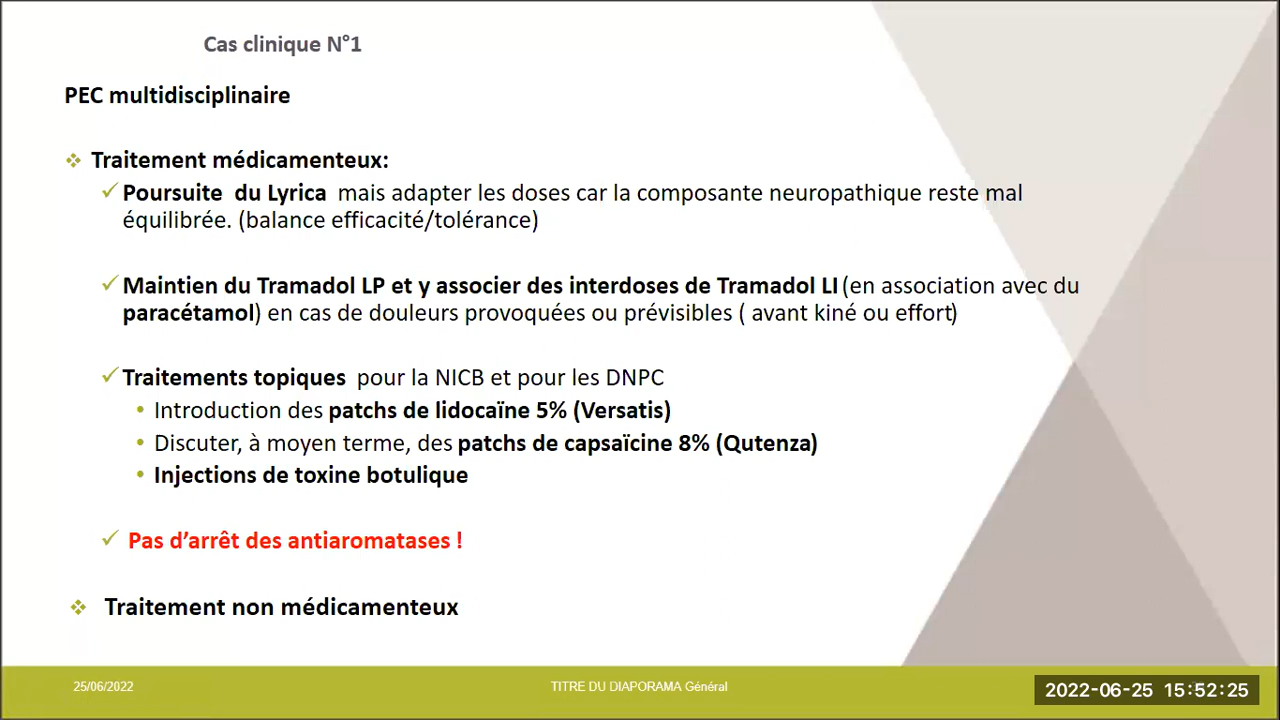 Cas clinique N°1
PEC multidisciplinaire
Traitement médicamenteux:
Poursuite du Lyrica mais adapter les doses car la composante neuropathique reste mal
équilibrée. (balance efficacité/tolérance)
Maintien du Tramadol LP et y associer des interdoses de Tramadol LI (en association avec du
paracétamol) en cas de douleurs provoquées ou prévisibles ( avant kiné ou effort)
Traitements topiques pour la NICB et pour les DNPC
Introduction des patchs de lidocaïne 5% (Versatis)
Discuter, à moyen terme, des patchs de capsaïcine 8% (Qutenza)
Injections de toxine botulique
Pas d’arrêt des antiaromatases !
Traitement non médicamenteux
25/06/2022
TITRE DU DIAPORAMA Général
2022-06-25 15:52:25